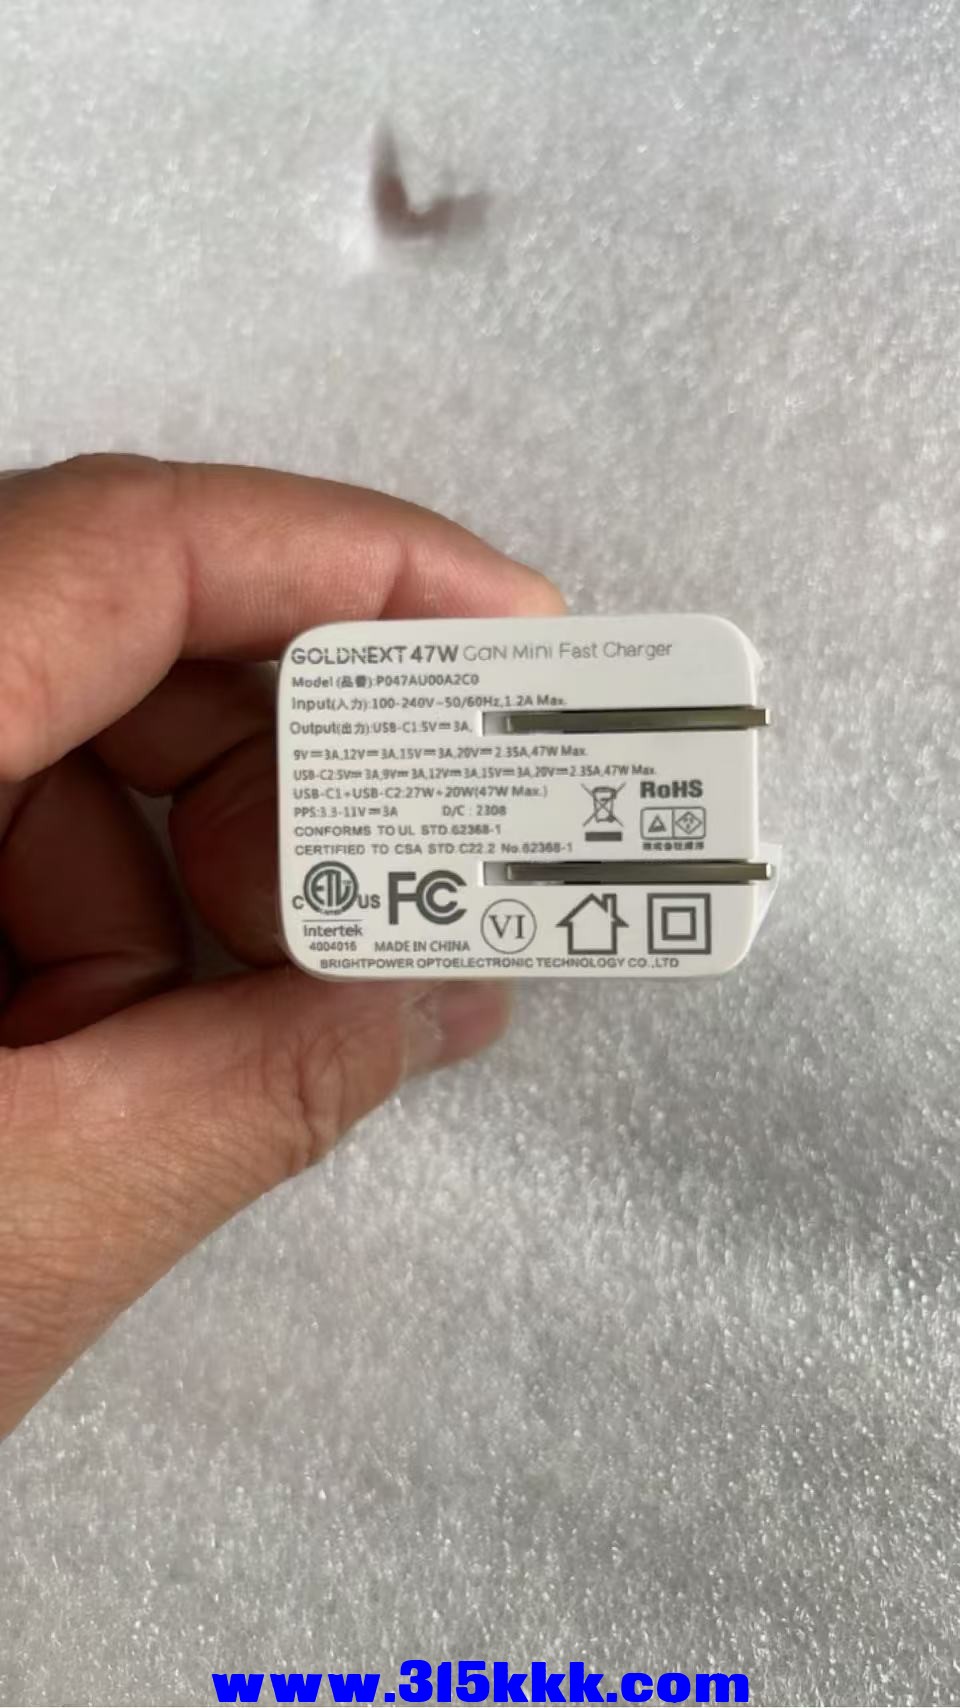 GOLDNEXT 47W GaN Mini Fast Charger
Model (品番):P047AU00A2C0
Input(入力):100-240V~50/60Hz,1.2A Max.
Output(出力):USB-C1:5V⎓3A,
9V⎓3A,12V⎓3A,15V⎓3A,20V⎓2.35A,47W Max.
USB-C2:5V⎓3A,9V⎓3A,12V⎓3A,15V⎓3A,20V⎓2.35A,47W Max.
USB-C1+USB-C2:27W+20W(47W Max.)
PPS:3.3-11V⎓3A D/C : 2308
RoHS
CONFORMS TO UL STD.62368-1
CERTIFIED TO CSA STD.C22.2 No.62368-1
C ETL US FC VI
Intertek
4004016 MADE IN CHINA
BRIGHTPOWER OPTOELECTRONIC TECHNOLOGY CO.,LTD
www.315kkk.com